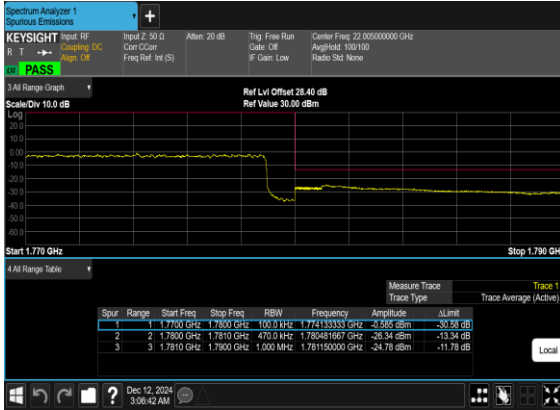 Spectrum Analyzer 1
Spurious Emissions
+
KEYSIGHT
R T
PASS
Input: RF
Coupling: DC
Align: Off
Input Z: 50 Ω
Corr CCorr
Freq Ref: Int (S)
Atten: 20 dB
Trig: Free Run
Gate: Off
IF Gain: Low
Center Freq: 22.005000000 GHz
Avg|Hold: 100/100
Radio Std: None
3 All Range Graph
Scale/Div 10.0 dB
Ref Lvl Offset 28.40 dB
Ref Value 30.00 dBm
Log
20.0
10.0
0.00
-10.0
-20.0
-30.0
-40.0
-50.0
-60.0
Start 1.770 GHz
Stop 1.790 GH
4 All Range Table
Measure Trace Trace 1
Trace Type Trace Average (Active)
Spur Range Start Freq Stop Freq RBW Frequency Amplitude ΔLimit
1 1 1.7700 GHz 1.7800 GHz 100.0 kHz 1.774133333 GHz -0.585 dBm -30.58 dB
2 2 1.7800 GHz 1.7810 GHz 470.0 kHz 1.780481667 GHz -26.34 dBm -13.34 dB
3 3 1.7810 GHz 1.7900 GHz 1.000 MHz 1.781150000 GHz -24.78 dBm -11.78 dB
Local
?
Dec 12, 2024
3:06:42 AM